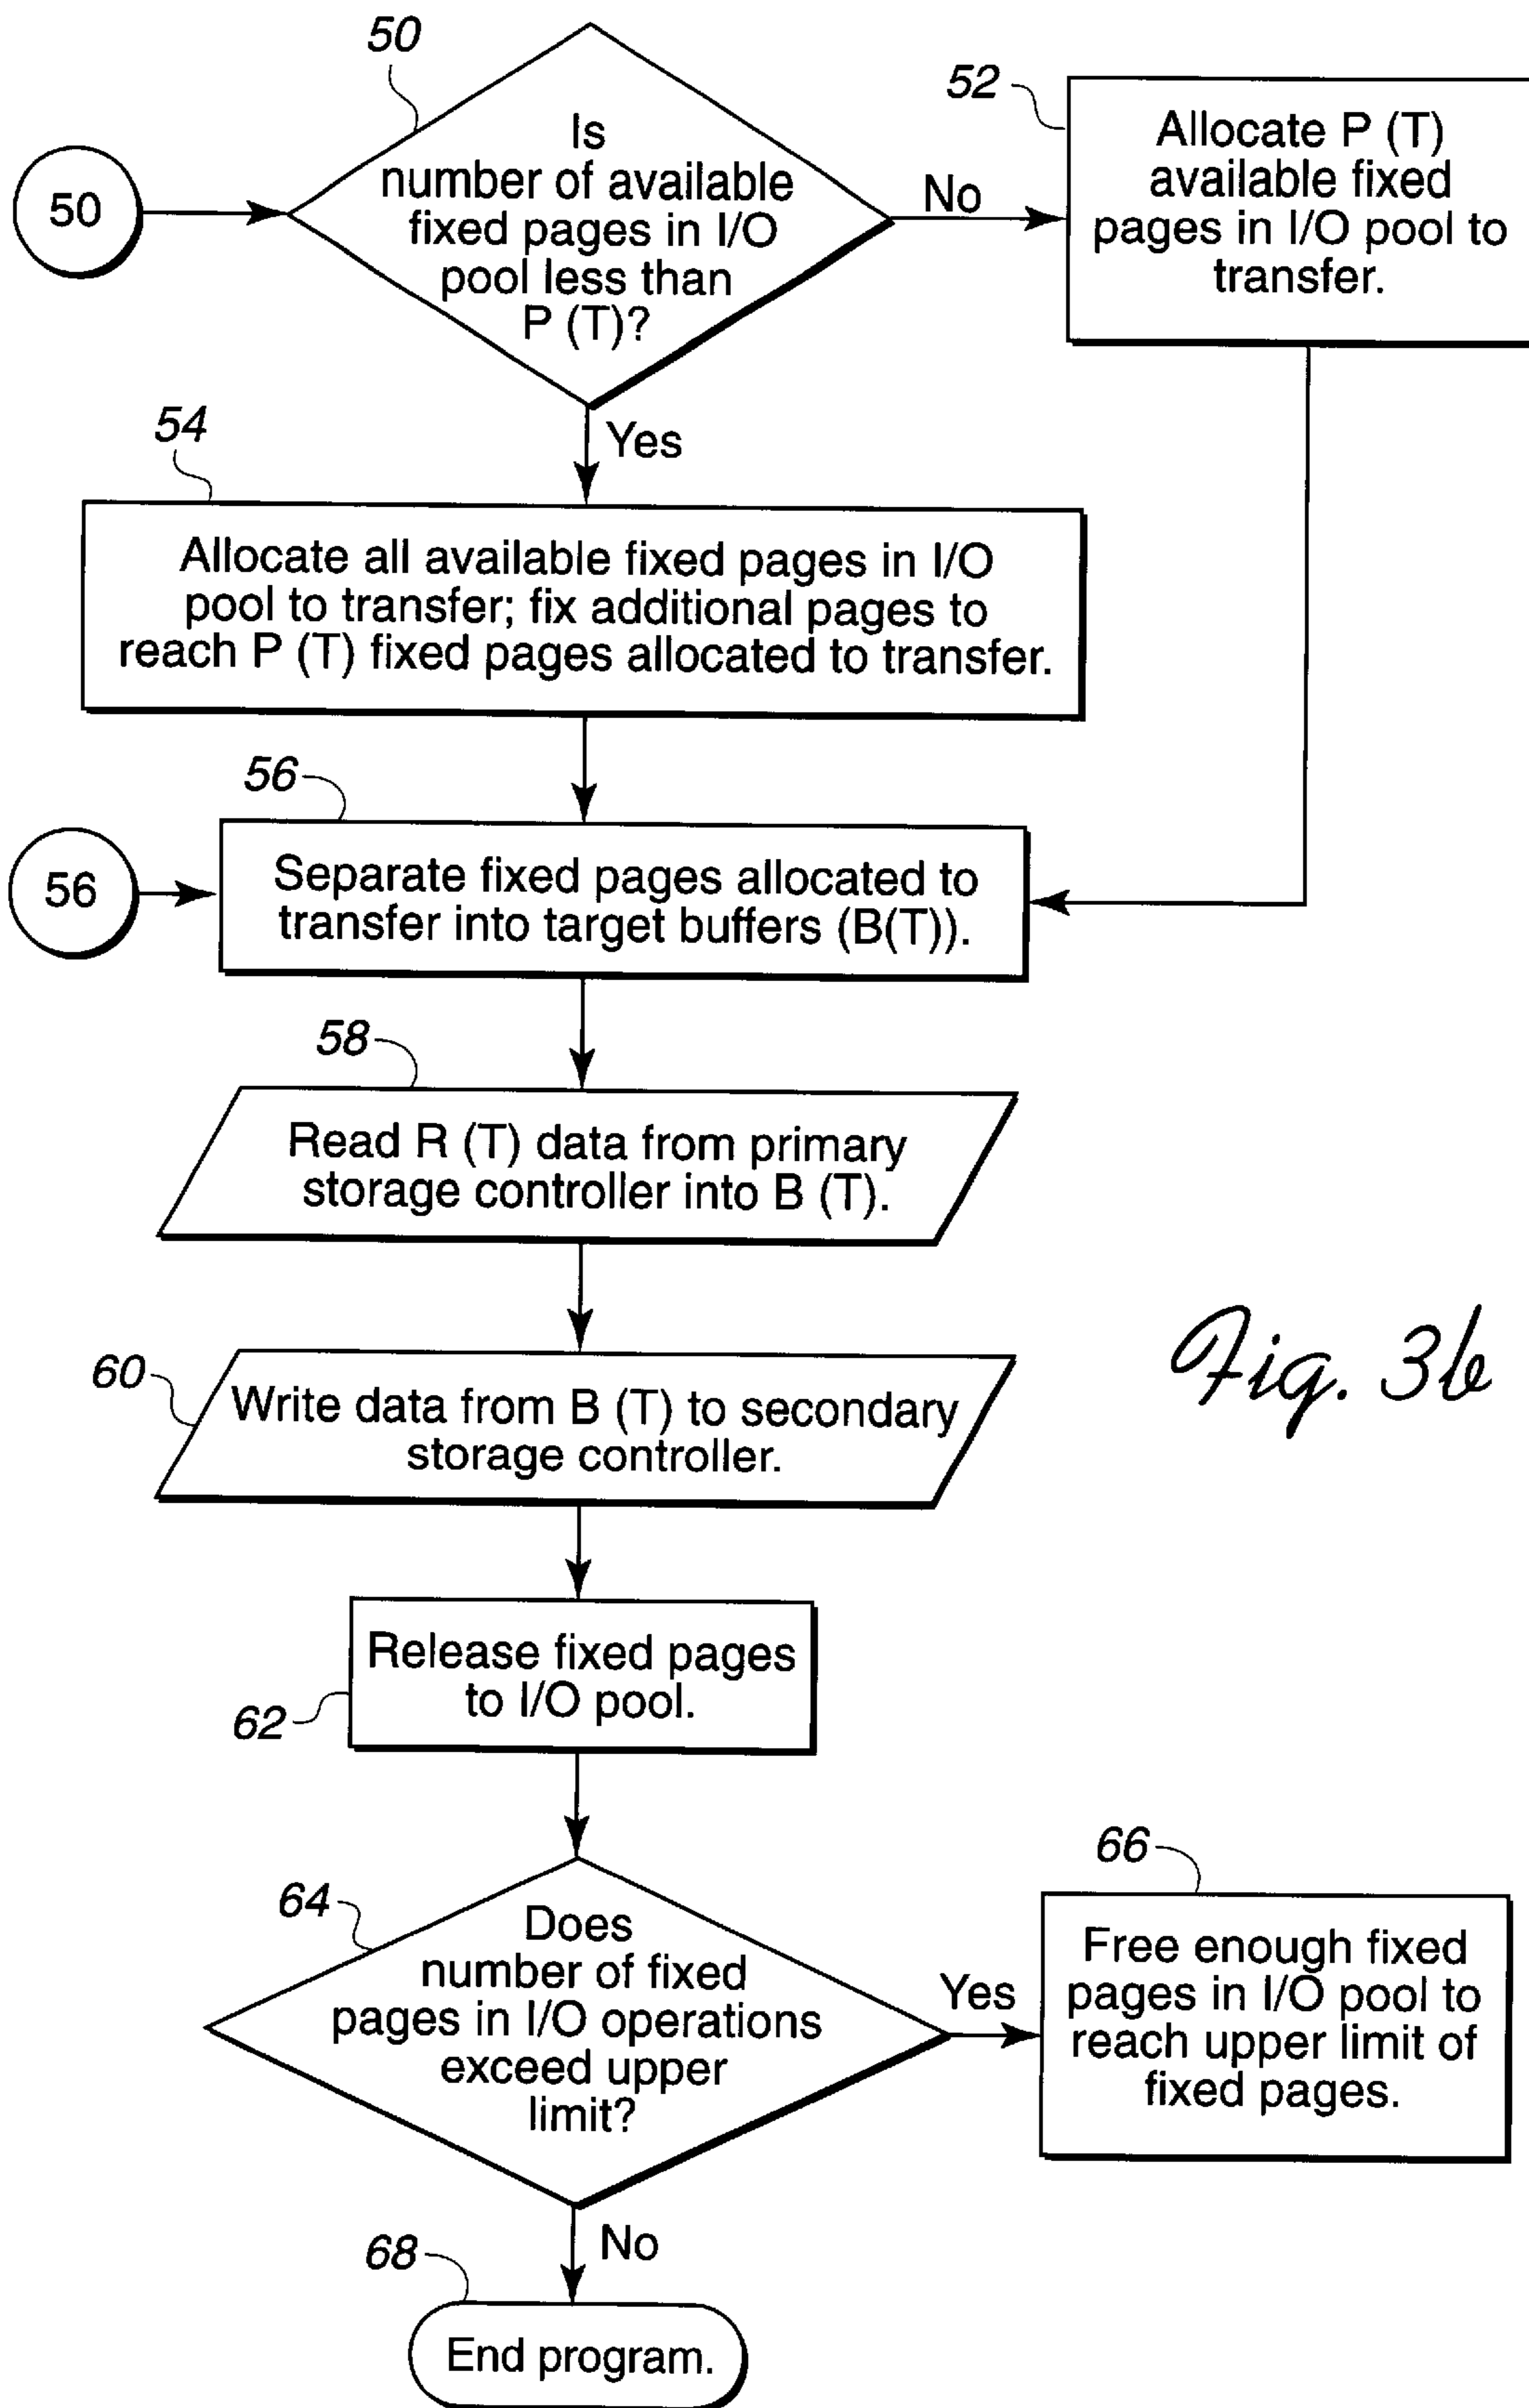 50
50
Is
number of available
fixed pages in I/O
pool less than
P (T)?
No
52
Allocate P (T)
available fixed
pages in I/O pool to
transfer.
Yes
54
Allocate all available fixed pages in I/O
pool to transfer; fix additional pages to
reach P (T) fixed pages allocated to transfer.
56
56
Separate fixed pages allocated to
transfer into target buffers (B(T)).
58
Read R (T) data from primary
storage controller into B (T).
60
Write data from B (T) to secondary
storage controller.
Fig. 3b
62
Release fixed pages
to I/O pool.
64
Does
number of fixed
pages in I/O operations
exceed upper
limit?
Yes
66
Free enough fixed
pages in I/O pool to
reach upper limit of
fixed pages.
No
68
End program.